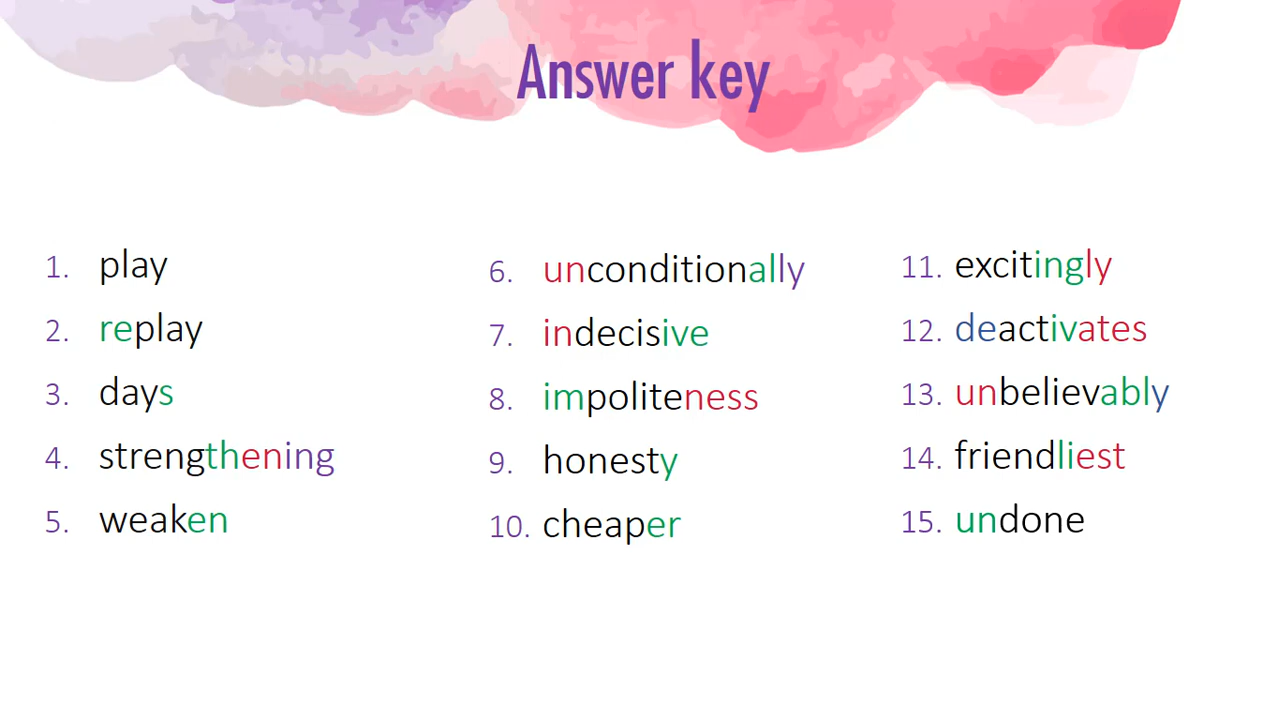 Answer key
1. play
2. replay
3. days
4. strengthening
5. weaken
6. unconditionally
7. indecisive
8. impoliteness
9. honesty
10. cheaper
11. excitingly
12. deactivates
13. unbelievably
14. friendliest
15. undone